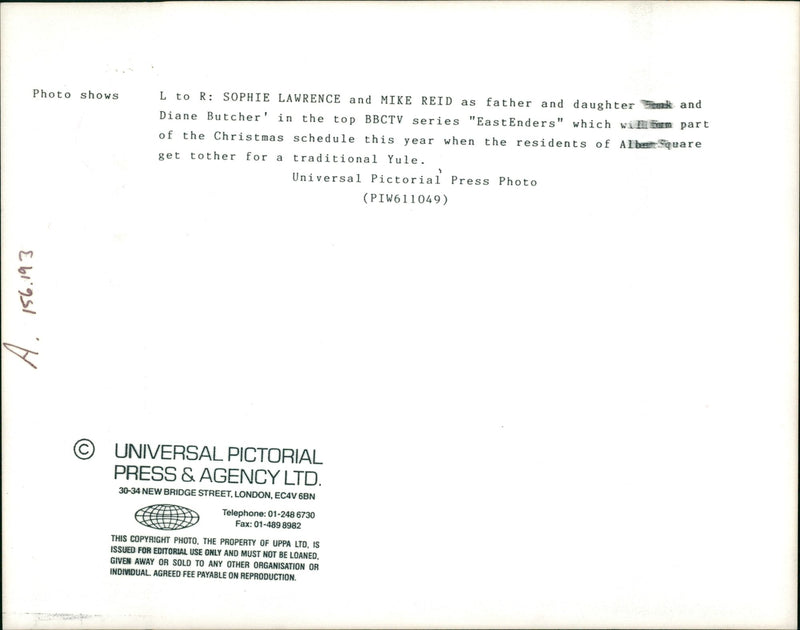 Photo shows L to R: SOPHIE LAWRENCE and MIKE REID as father and daughter and
Diane Butcher' in the top BBCTV series "EastEnders" which part
of the Christmas schedule this year when the residents of Square
get tother for a traditional Yule.
Universal Pictorial Press Photo
(PIW611049)
A. 156.193
© UNIVERSAL PICTORIAL
PRESS & AGENCY LTD.
30-34 NEW BRIDGE STREET, LONDON, EC4V 6BN
Telephone: 01-248 6730
Fax: 01-489 8982
THIS COPYRIGHT PHOTO, THE PROPERTY OF UPPA LTD, IS
ISSUED FOR EDITORIAL USE ONLY AND MUST NOT BE LOANED,
GIVEN AWAY OR SOLD TO ANY OTHER ORGANISATION OR
INDIVIDUAL. AGREED FEE PAYABLE ON REPRODUCTION.